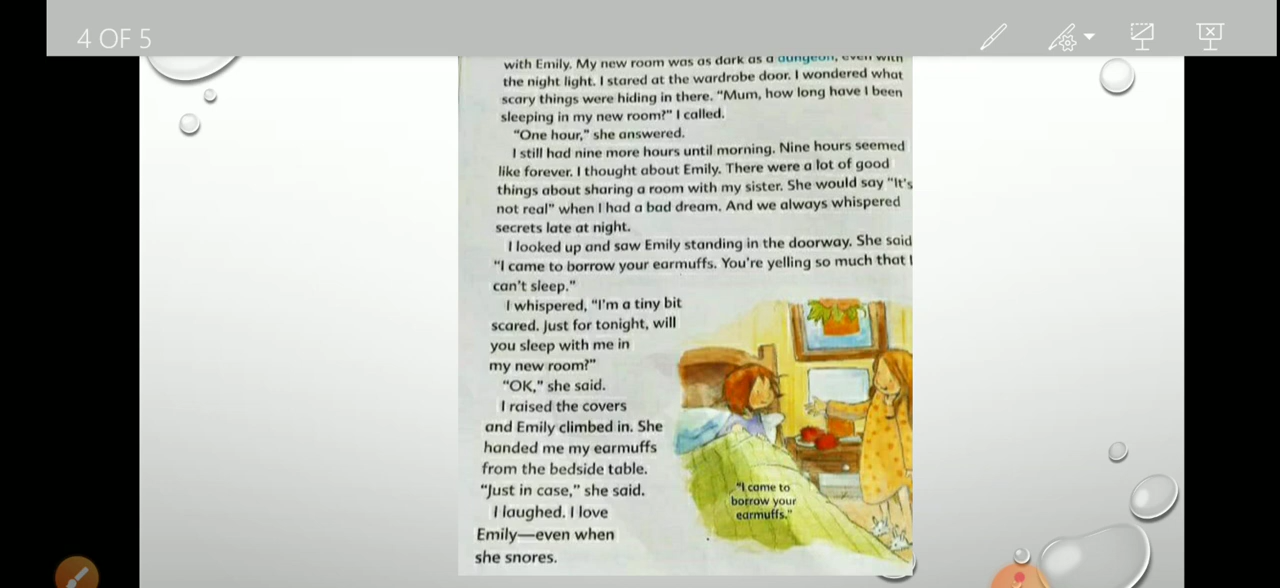 4 OF 5
with Emily. My new room was as dark as a dungeon, even with
the night light. I stared at the wardrobe door. I wondered what
scary things were hiding in there. "Mum, how long have I been
sleeping in my new room?" I called.
"One hour," she answered.
I still had nine more hours until morning. Nine hours seemed
like forever. I thought about Emily. There were a lot of good
things about sharing a room with my sister. She would say "It's
not real" when I had a bad dream. And we always whispered
secrets late at night.
I looked up and saw Emily standing in the doorway. She said
"I came to borrow your earmuffs. You're yelling so much that I
can't sleep."
I whispered, "I'm a tiny bit
scared. Just for tonight, will
you sleep with me in
my new room?"
"OK," she said.
I raised the covers
and Emily climbed in. She
handed me my earmuffs
from the bedside table.
"Just in case," she said.
I laughed. I love
Emily—even when
she snores.
"I came to
borrow your
earmuffs."